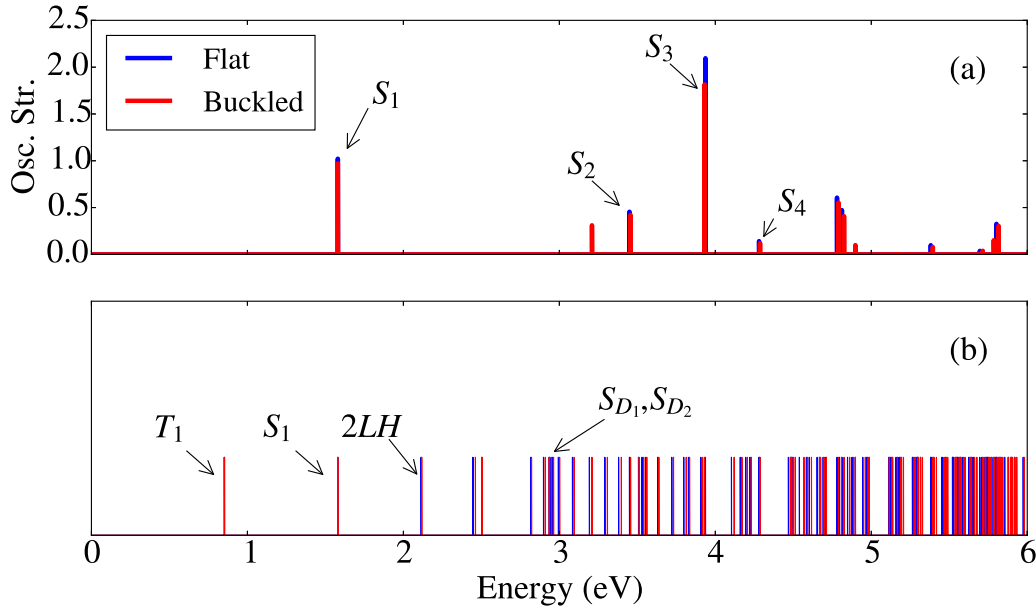 2.5
2.0
1.5
1.0
0.5
0.0
Osc. Str.
Flat
Buckled
S1
S2
S3
S4
(a)
(b)
T1
S1
2LH
SD1,SD2
0 1 2 3 4 5 6
Energy (eV)